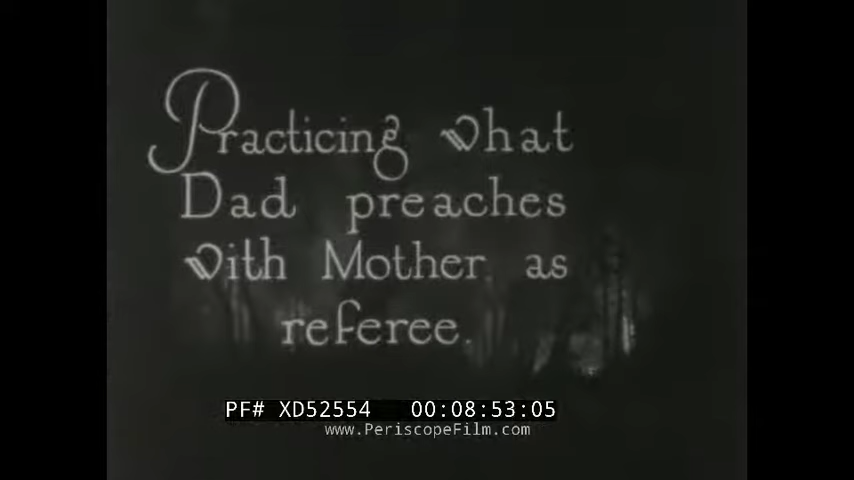 Practicing what
Dad preaches
with Mother as
referee.
PF# XD52554 00:08:53:05
www.PeriscopeFilm.com